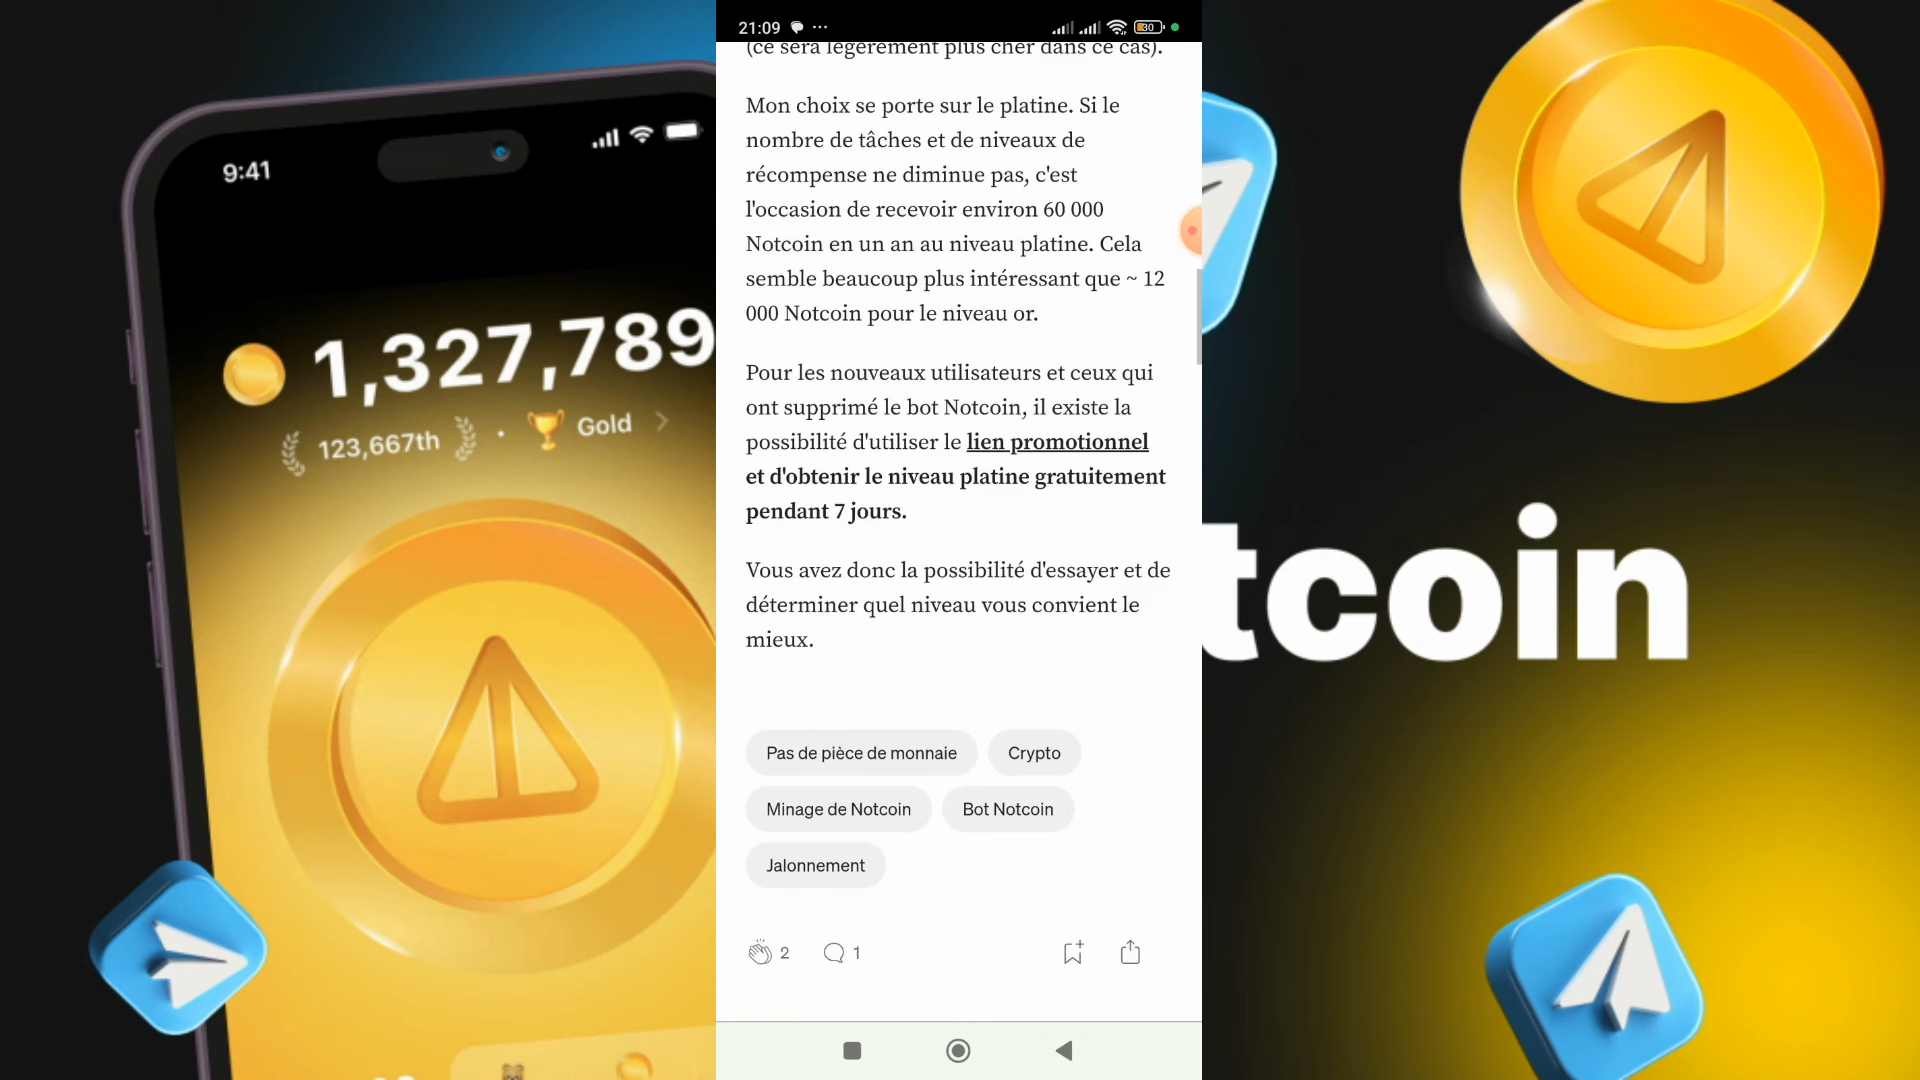 21:09
30
(ce sera légèrement plus cher dans ce cas).
Mon choix se porte sur le platine. Si le
nombre de tâches et de niveaux de
récompense ne diminue pas, c'est
l'occasion de recevoir environ 60 000
Notcoin en un an au niveau platine. Cela
semble beaucoup plus intéressant que ~ 12
000 Notcoin pour le niveau or.
Pour les nouveaux utilisateurs et ceux qui
ont supprimé le bot Notcoin, il existe la
possibilité d'utiliser le lien promotionnel
et d'obtenir le niveau platine gratuitement
pendant 7 jours.
Vous avez donc la possibilité d'essayer et de
déterminer quel niveau vous convient le
mieux.
Pas de pièce de monnaie
Crypto
Minage de Notcoin
Bot Notcoin
Jalonnement
2
1
9:41
1,327,789
123,667th · Gold
tcoin